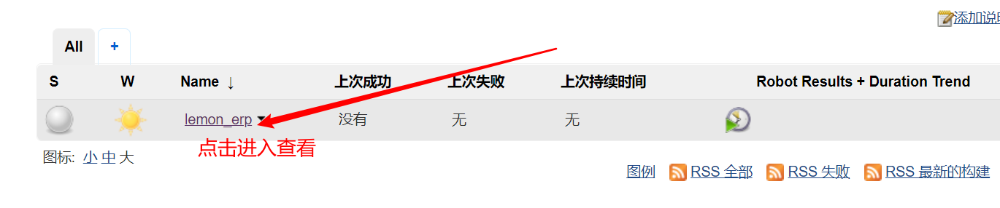 添加说明
All +
S W Name ↓ 上次成功 上次失败 上次持续时间 Robot Results + Duration Trend
lemon_erp 没有 无 无
点击进入查看
图标: 小 中 大
图例 RSS 全部 RSS 失败 RSS 最新的构建